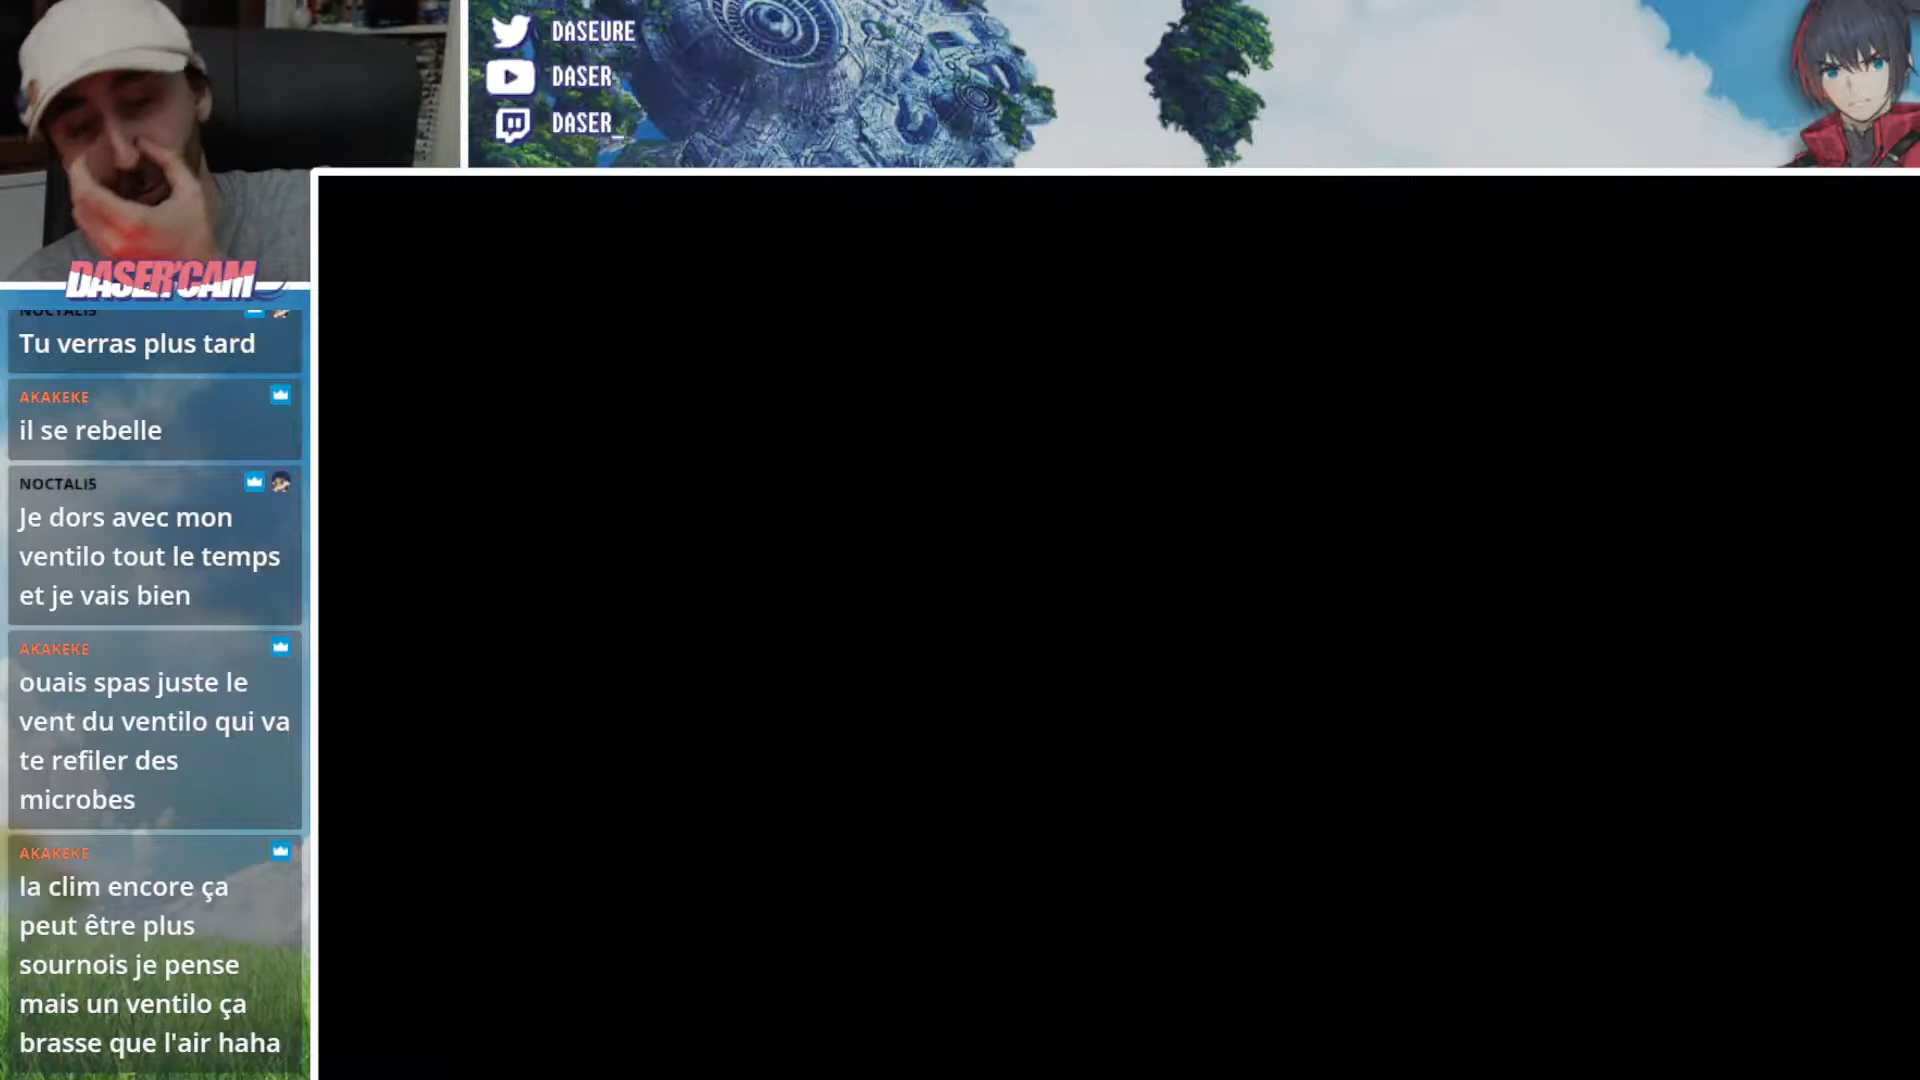 DASEURE
DASER
DASER_
DASER'CAM
NOCTALI5
Tu verras plus tard
AKAKEKE
il se rebelle
NOCTALI5
Je dors avec mon
ventilo tout le temps
et je vais bien
AKAKEKE
ouais spas juste le
vent du ventilo qui va
te refiler des
microbes
AKAKEKE
la clim encore ça
peut être plus
sournois je pense
mais un ventilo ça
brasse que l'air haha